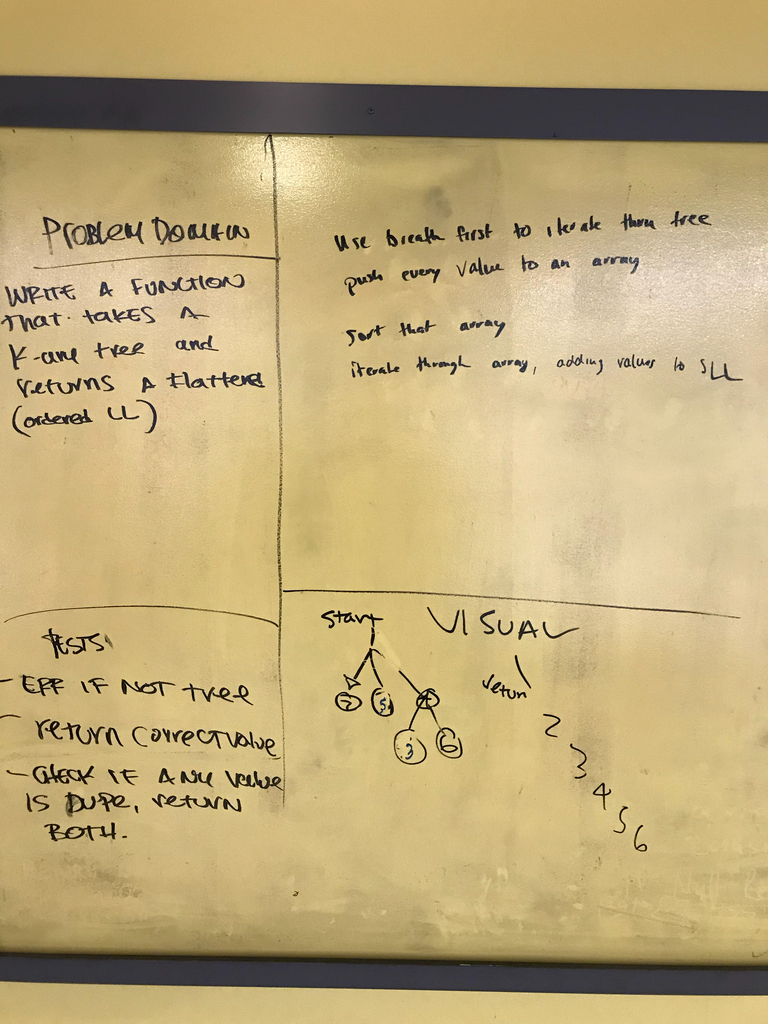 PROBLEM DOMAIN
WRITE A FUNCTION
THAT TAKES A
K-ARY TREE and
returns A flattened
(ordered LL)
use breath first to iterate thru tree
push every value to an array
sort that array
iterate through array, adding values to SLL
TESTS
- ERR IF NOT tree
- return correct value
- CHECK IF ANY value
IS DUPE, return
BOTH.
VISUAL
start
2 5 4
3 6
return
2
3
4
5
6